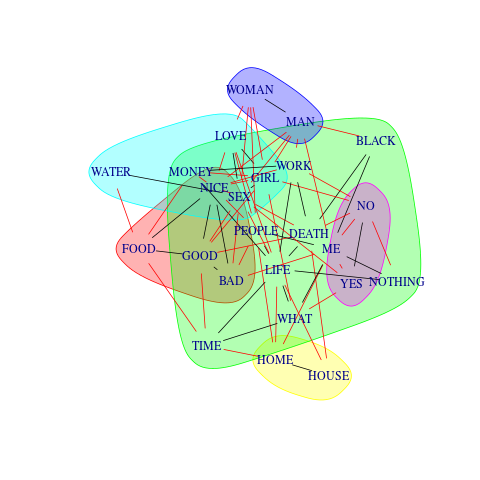 WOMAN
MAN
LOVE
BLACK
WATER
MONEY
WORK
GIRL
NICE
SEX
NO
PEOPLE
DEATH
FOOD
GOOD
ME
LIFE
BAD
YES
NOTHING
WHAT
TIME
HOME
HOUSE